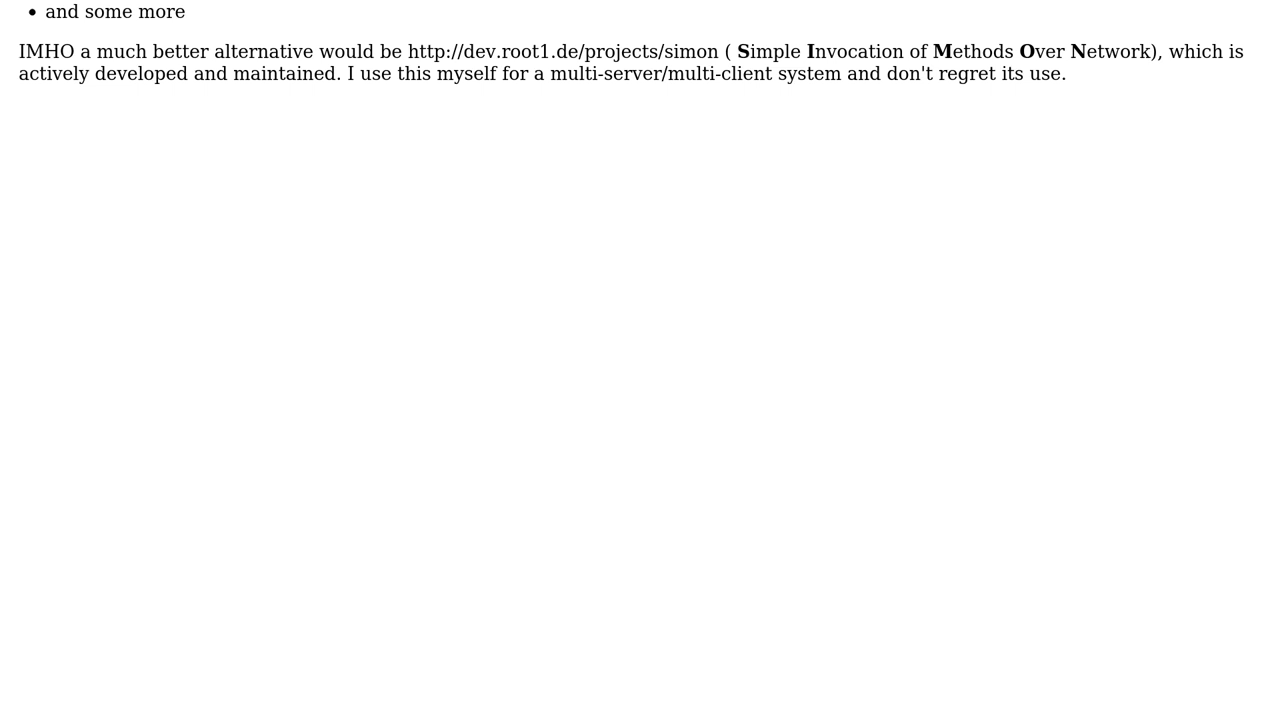 • and some more
IMHO a much better alternative would be http://dev.root1.de/projects/simon ( Simple Invocation of Methods Over Network), which is
actively developed and maintained. I use this myself for a multi-server/multi-client system and don't regret its use.